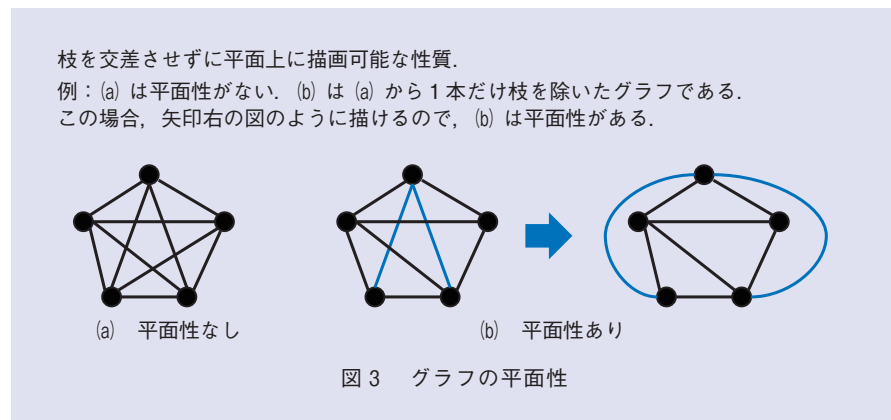 枝を交差させずに平面上に描画可能な性質.
例：(a) は平面性がない. (b) は (a) から1本だけ枝を除いたグラフである.
この場合, 矢印右の図のように描けるので, (b) は平面性がある.
(a) 平面性なし
(b) 平面性あり
図3 グラフの平面性